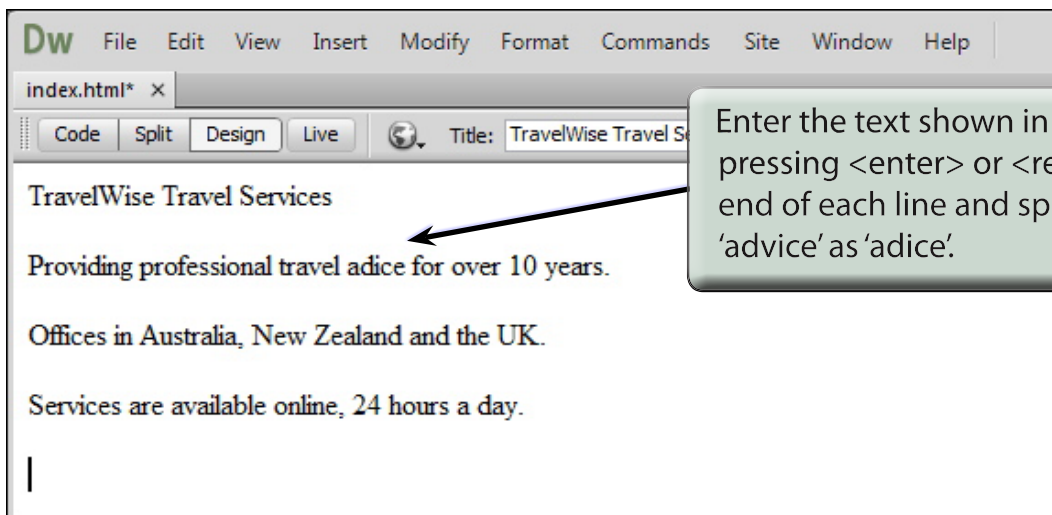 Dw File Edit View Insert Modify Format Commands Site Window Help
index.html* ×
Code Split Design Live Title: TravelWise Travel
Enter the text shown in
pressing <enter> or
end of each line and
‘advice’ as ‘adice’.
TravelWise Travel Services
Providing professional travel adice for over 10 years.
Offices in Australia, New Zealand and the UK.
Services are available online, 24 hours a day.